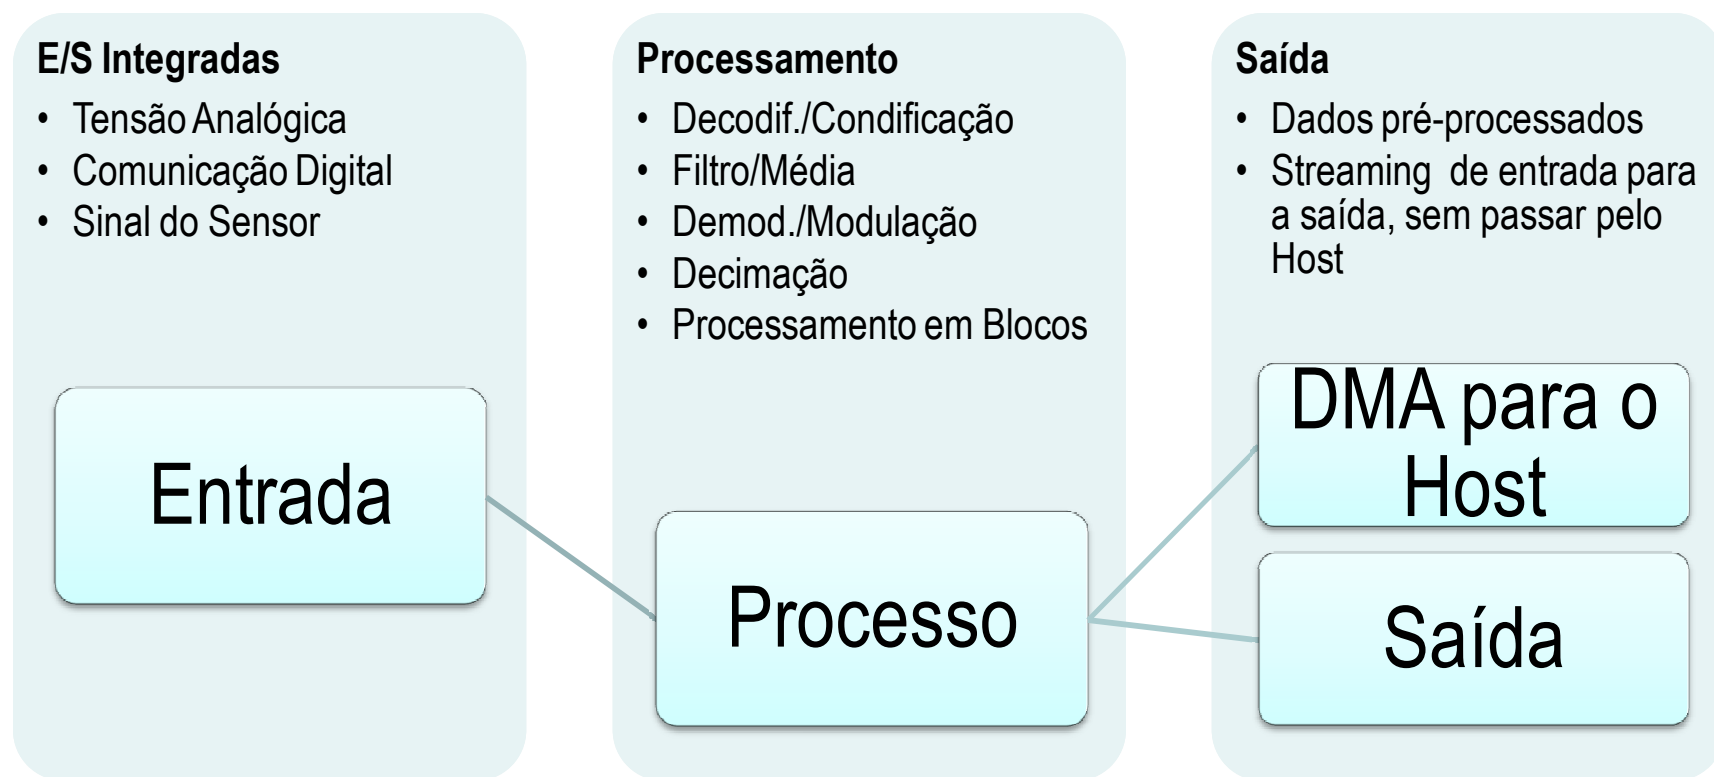 E/S Integradas
• Tensão Analógica
• Comunicação Digital
• Sinal do Sensor
Entrada
Processamento
• Decodif./Condificação
• Filtro/Média
• Demod./Modulação
• Decimação
• Processamento em Blocos
Processo
Saída
• Dados pré-processados
• Streaming de entrada para
a saída, sem passar pelo
Host
DMA para o
Host
Saída